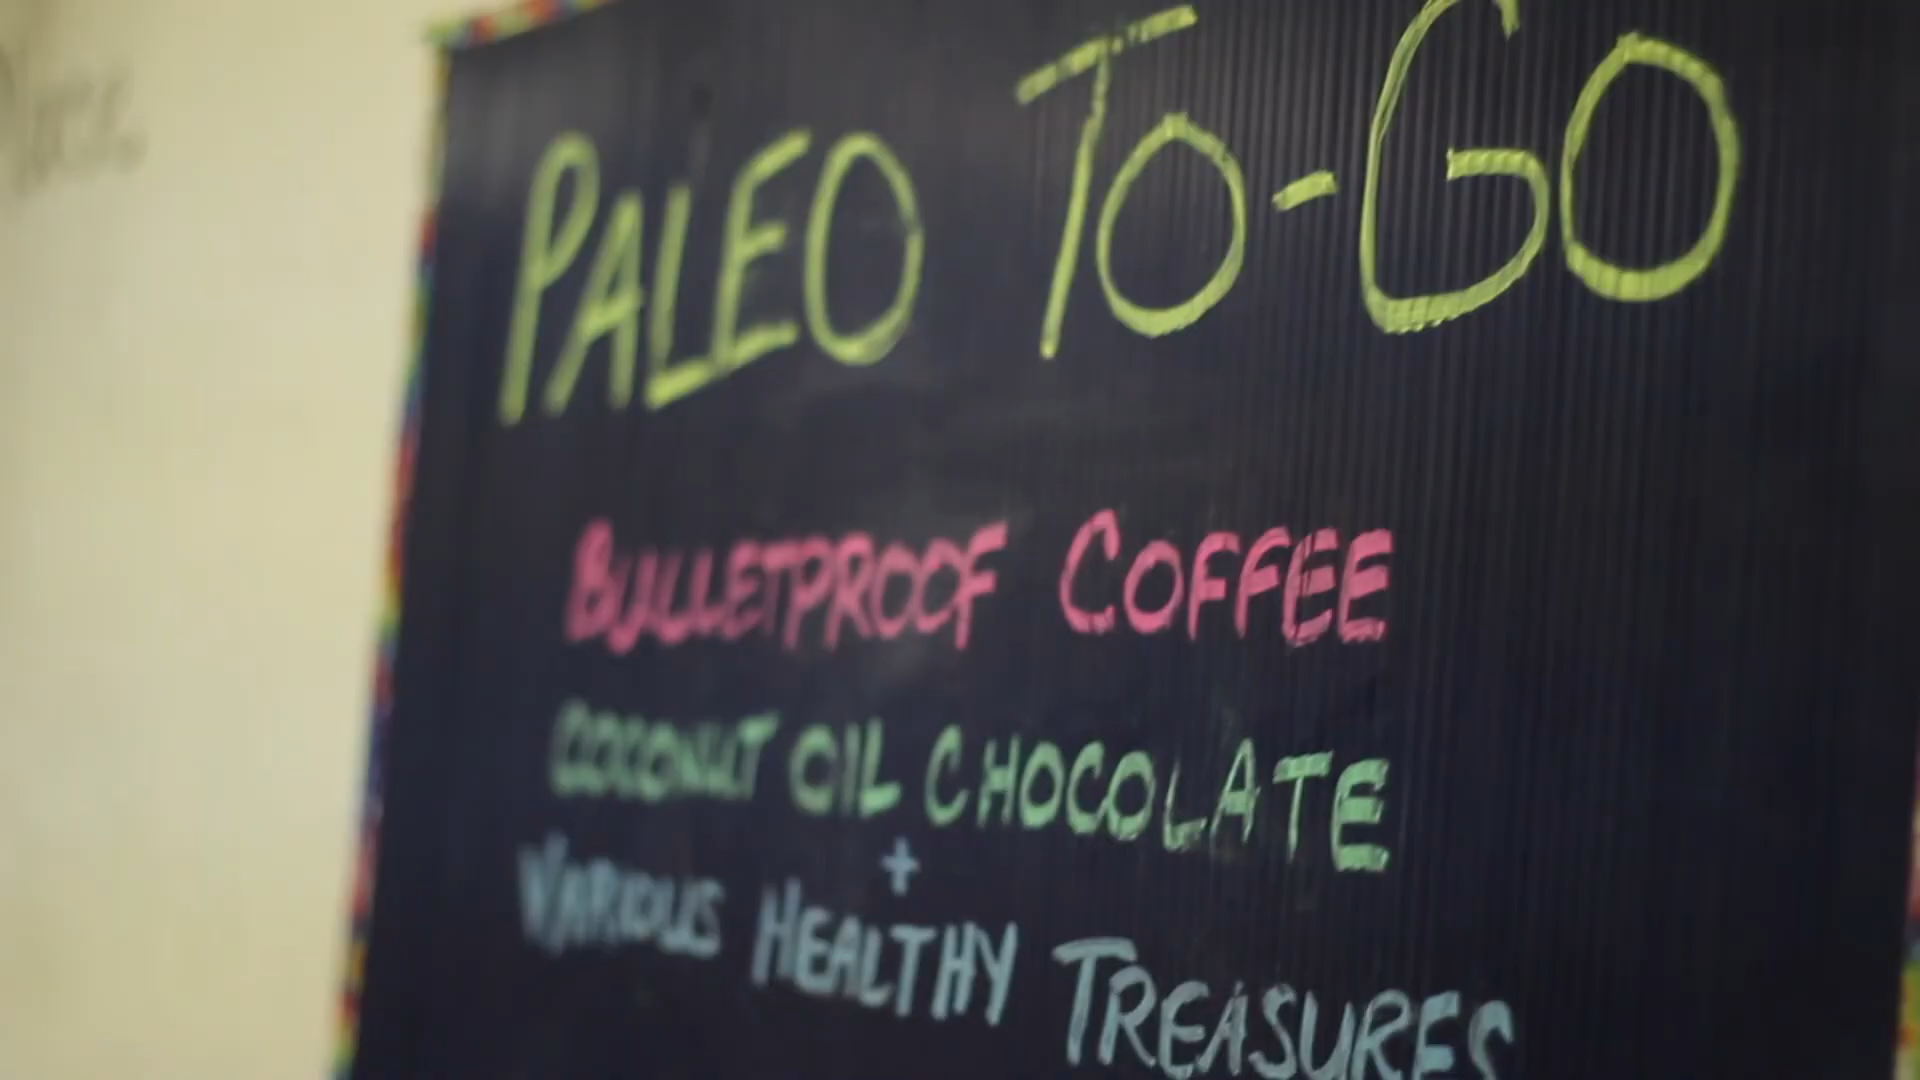 PALEO TO-GO
BULLETPROOF COFFEE
COCONUT OIL CHOCOLATE
+
VARIOUS HEALTHY TREASURES